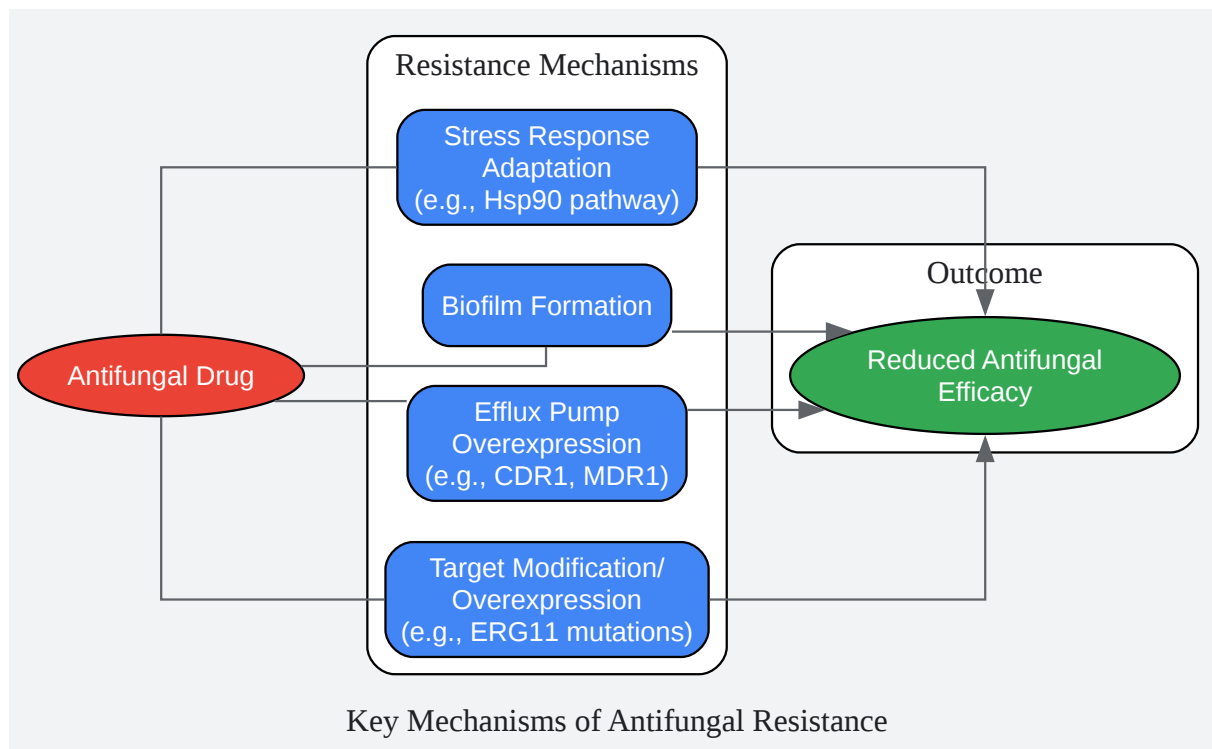 Resistance Mechanisms
Stress Response
Adaptation
(e.g., Hsp90 pathway)
Biofilm Formation
Antifungal Drug
Efflux Pump
Overexpression
(e.g., CDR1, MDR1)
Target Modification/
Overexpression
(e.g., ERG11 mutations)
Outcome
Reduced Antifungal
Efficacy
Key Mechanisms of Antifungal Resistance